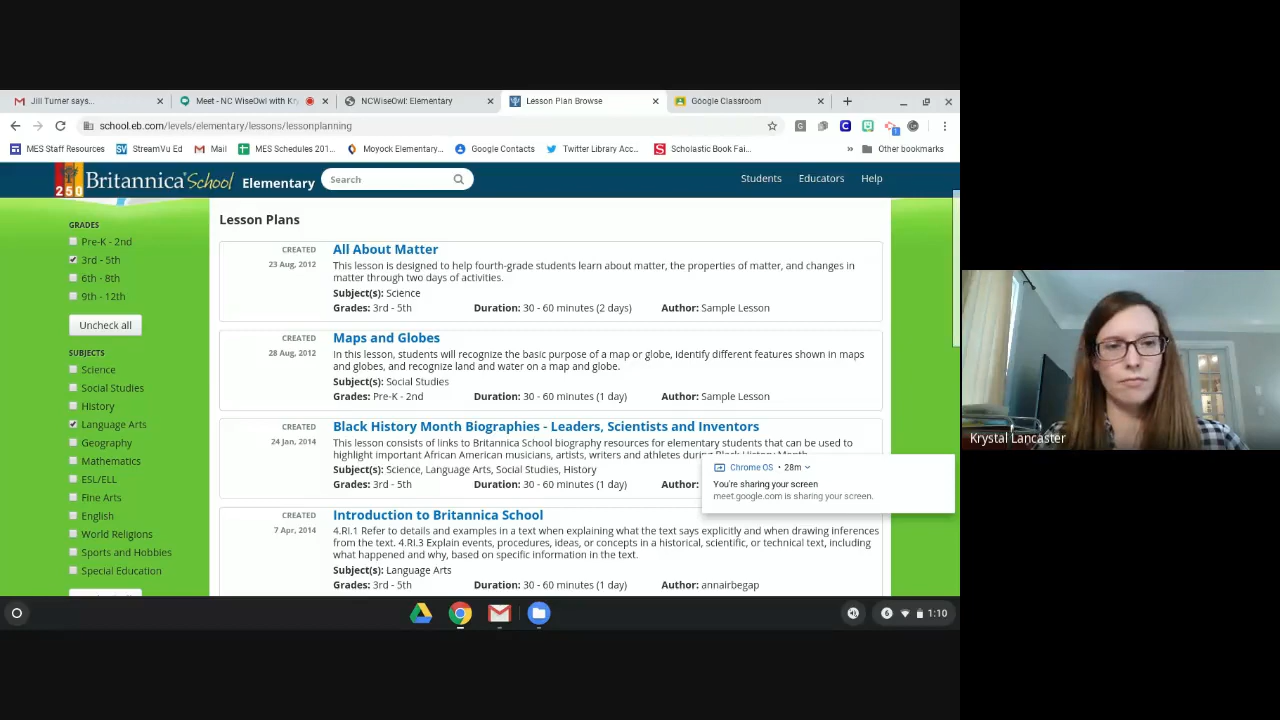 Jill Turner says...
Meet - NC WiseOwl with Kr
NCWiseOwl: Elementary
Lesson Plan Browse
Google Classroom
school.eb.com/levels/elementary/lessons/lessonplanning
MES Staff Resources
StreamVu Ed
Mail
MES Schedules 201...
Moyock Elementary...
Google Contacts
Twitter Library Acc...
Scholastic Book Fai...
Other bookmarks
250
Britannica School Elementary
Search
Students
Educators
Help
GRADES
Pre-K - 2nd
3rd - 5th
6th - 8th
9th - 12th
Uncheck all
SUBJECTS
Science
Social Studies
History
Language Arts
Geography
Mathematics
ESL/ELL
Fine Arts
English
World Religions
Sports and Hobbies
Special Education
Lesson Plans
CREATED
23 Aug, 2012
All About Matter
This lesson is designed to help fourth-grade students learn about matter, the properties of matter, and changes in
matter through two days of activities.
Subject(s): Science
Grades: 3rd - 5th Duration: 30 - 60 minutes (2 days) Author: Sample Lesson
CREATED
28 Aug, 2012
Maps and Globes
In this lesson, students will recognize the basic purpose of a map or globe, identify different features shown in maps
and globes, and recognize land and water on a map and globe.
Subject(s): Social Studies
Grades: Pre-K - 2nd Duration: 30 - 60 minutes (1 day) Author: Sample Lesson
CREATED
24 Jan, 2014
Black History Month Biographies - Leaders, Scientists and Inventors
This lesson consists of links to Britannica School biography resources for elementary students that can be used to
highlight important African American musicians, artists, writers and athletes during Black History Month.
Subject(s): Science, Language Arts, Social Studies, History
Grades: 3rd - 5th Duration: 30 - 60 minutes (1 day)
CREATED
7 Apr, 2014
Introduction to Britannica School
4.RI.1 Refer to details and examples in a text when explaining what the text says explicitly and when drawing inferences
from the text. 4.RI.3 Explain events, procedures, ideas, or concepts in a historical, scientific, or technical text, including
what happened and why, based on specific information in the text.
Subject(s): Language Arts
Grades: 3rd - 5th Duration: 30 - 60 minutes (1 day) Author: annairbegap
Chrome OS • 28m
You're sharing your screen
meet.google.com is sharing your screen.
6
1:10
Krystal Lancaster